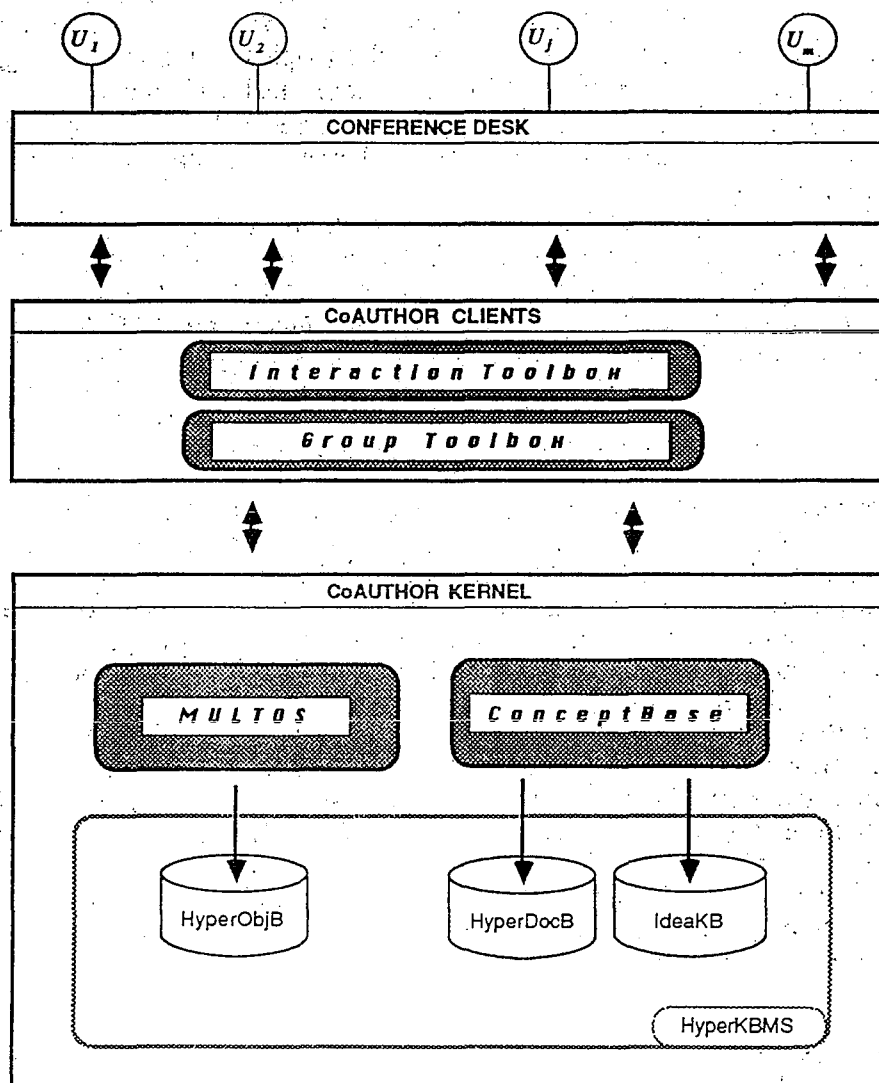 U1 U2 Uj Um
CONFERENCE DESK
CoAUTHOR CLIENTS
Interaction Toolbox
Group Toolbox
CoAUTHOR KERNEL
MULTOS ConceptBase
HyperObjB HyperDocB IdeaKB
HyperKBMS